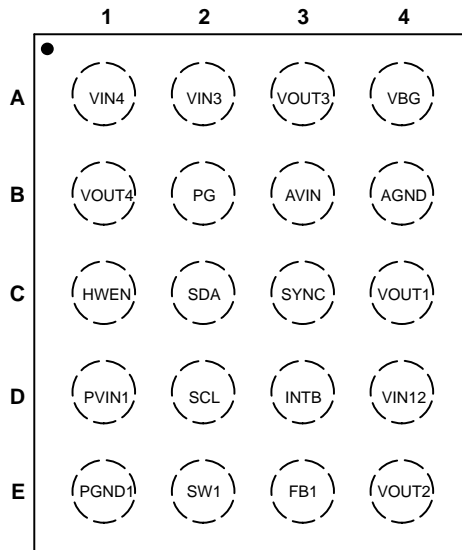 1 2 3 4
A VIN4 VIN3 VOUT3 VBG
B VOUT4 PG AVIN AGND
C HWEN SDA SYNC VOUT1
D PVIN1 SCL INTB VIN12
E PGND1 SW1 FB1 VOUT2